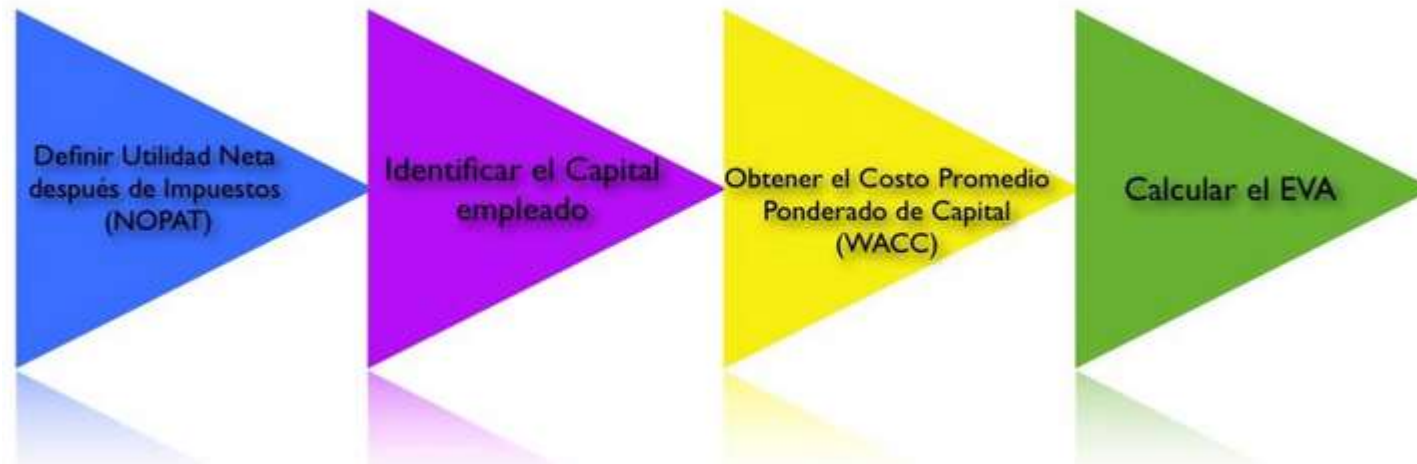 Definir Utilidad Neta
después de Impuestos
(NOPAT)
Identificar el Capital
empleado
Obtener el Costo Promedio
Ponderado de Capital
(WACC)
Calcular el EVA